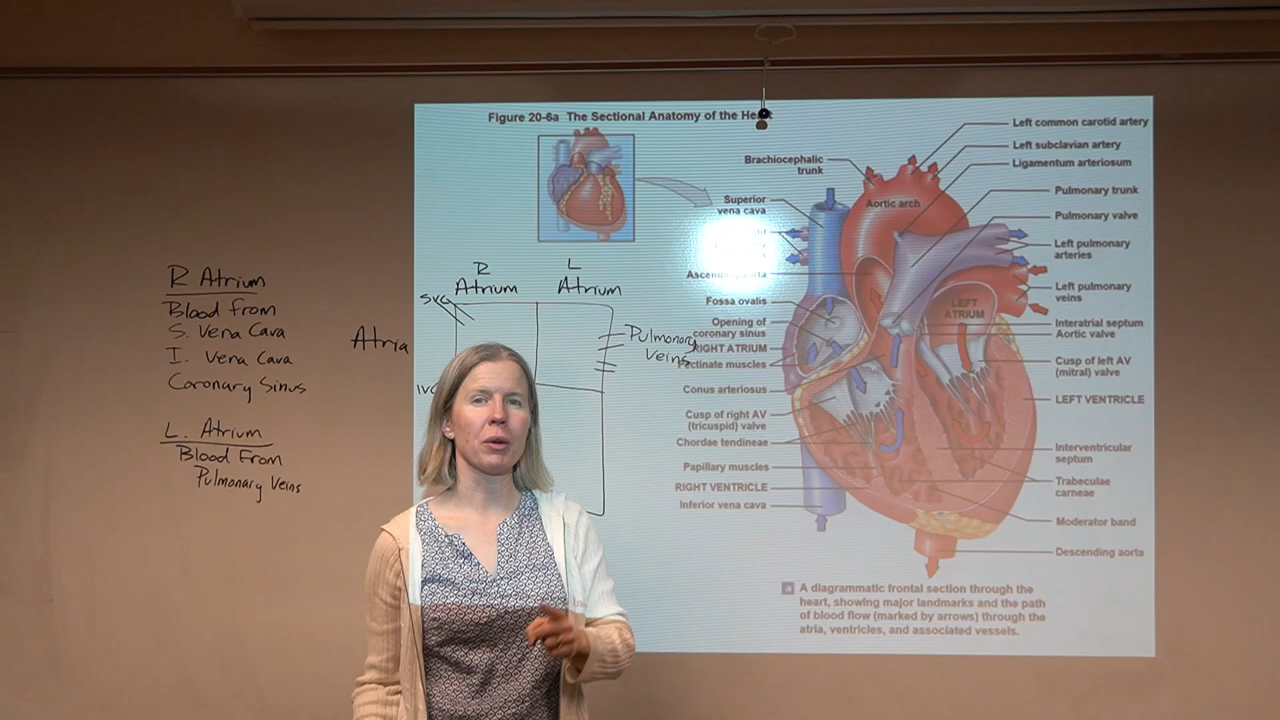 R Atrium
Blood From
S. Vena Cava
I. Vena Cava
Coronary Sinus
L. Atrium
Blood From
Pulmonary Veins
Atria
R
Atrium
L
Atrium
SVC
Pulmonary
Veins
Figure 20-6a The Sectional Anatomy of the Heart
Brachiocephalic
trunk
Superior
vena cava
Fossa ovalis
Opening of
coronary sinus
RIGHT ATRIUM
Pectinate muscles
Conus arteriosus
Cusp of right AV
(tricuspid) valve
Chordae tendineae
Papillary muscles
RIGHT VENTRICLE
Inferior vena cava
Aortic arch
LEFT
ATRIUM
Left common carotid artery
Left subclavian artery
Ligamentum arteriosum
Pulmonary trunk
Pulmonary valve
Left pulmonary
arteries
Left pulmonary
veins
Interatrial septum
Aortic valve
Cusp of left AV
(mitral) valve
LEFT VENTRICLE
Interventricular
septum
Trabeculae
carneae
Moderator band
Descending aorta
A diagrammatic frontal section through the
heart, showing major landmarks and the path
of blood flow (marked by arrows) through the
atria, ventricles, and associated vessels.